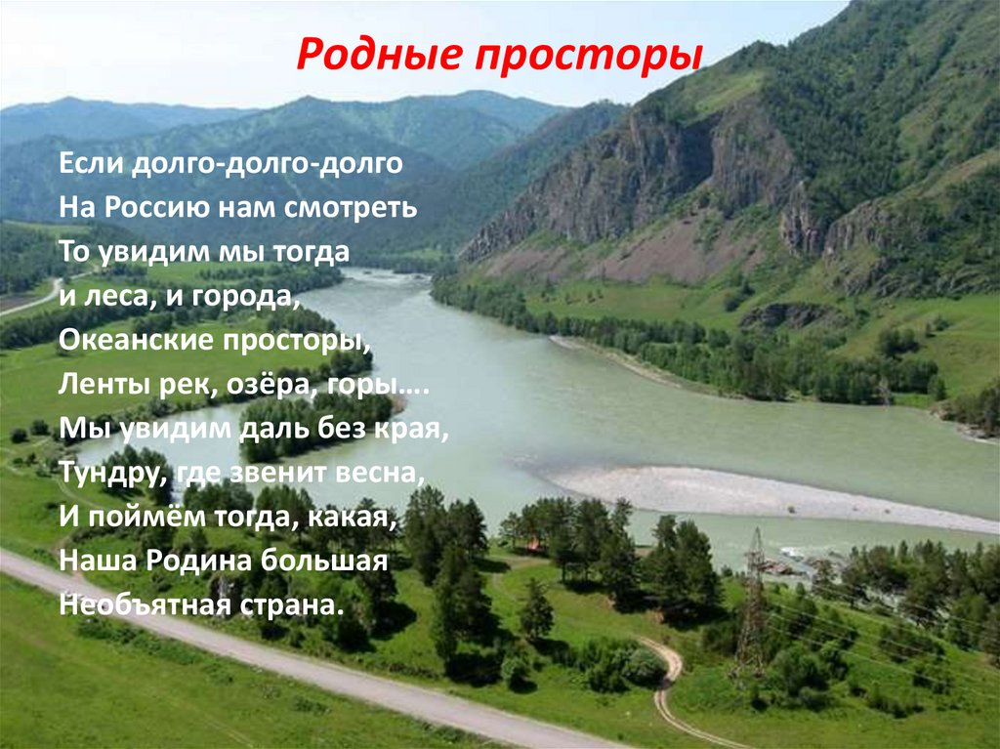 Родные просторы
Если долго-долго-долго
На Россию нам смотреть
То увидим мы тогда
и леса, и города,
Океанские просторы,
Ленты рек, озёра, горы….
Мы увидим даль без края,
Тундру, где звенит весна,
И поймём тогда, какая,
Наша Родина большая
Необъятная страна.